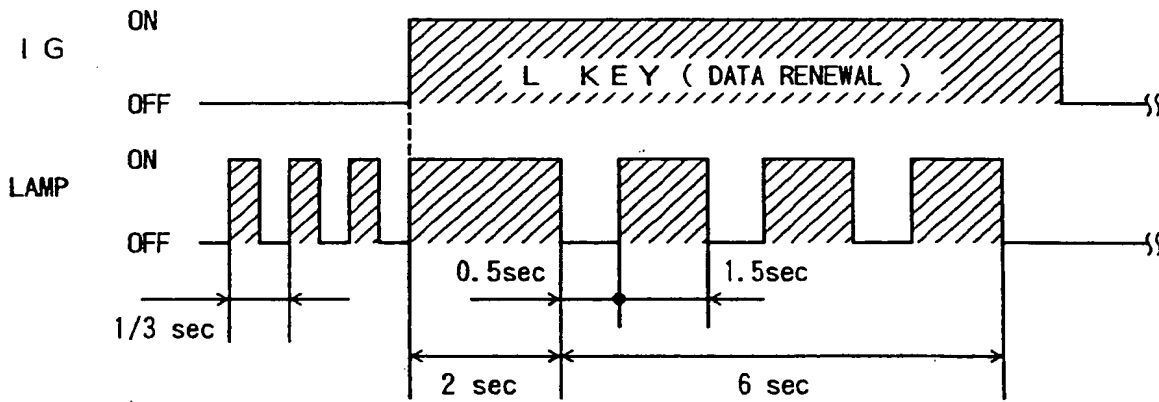 ON
I G
L KEY ( DATA RENEWAL )
OFF
ON
LAMP
OFF
0.5sec 1.5sec
1/3 sec
2 sec 6 sec